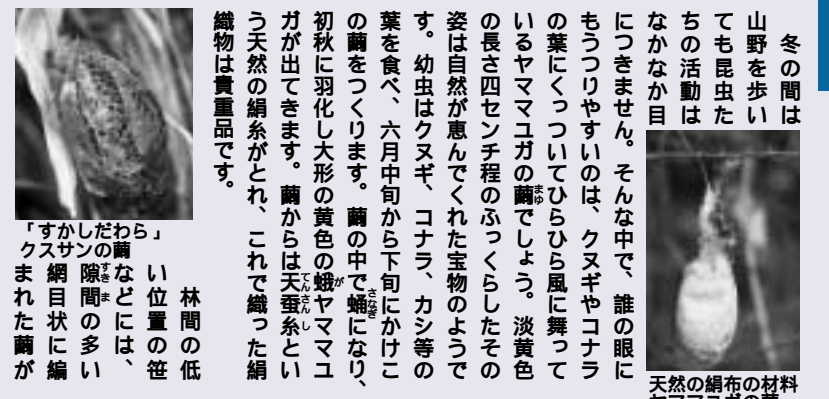 冬の間は
山野を歩い
ても昆虫た
ちの活動は
なかなか目
につきません。そんな中で、誰の眼に
もうつりやすいのは、クヌギやコナラ
の葉にくっついてひらひら風に舞って
いるヤママユガの繭でしょう。淡黄色
の長さ四センチ程のふっくらしたその
姿は自然が恵んでくれた宝物のようで
す。幼虫はクヌギ、コナラ、カシ等の
葉を食べ、六月中旬から下旬にかけこ
の繭をつくります。繭の中で蛹になり、
初秋に羽化し大形の黄色の蛾ヤママユ
ガが出てきます。繭からは天蚕糸とい
う天然の絹糸がとれ、これで織った絹
織物は貴重品です。
天然の絹布の材料
ヤママユガの繭
林間の低
い位置の笹
などには、
隙間の多い
網目状に編
まれた繭が
「すかしだわら」
クスサンの繭